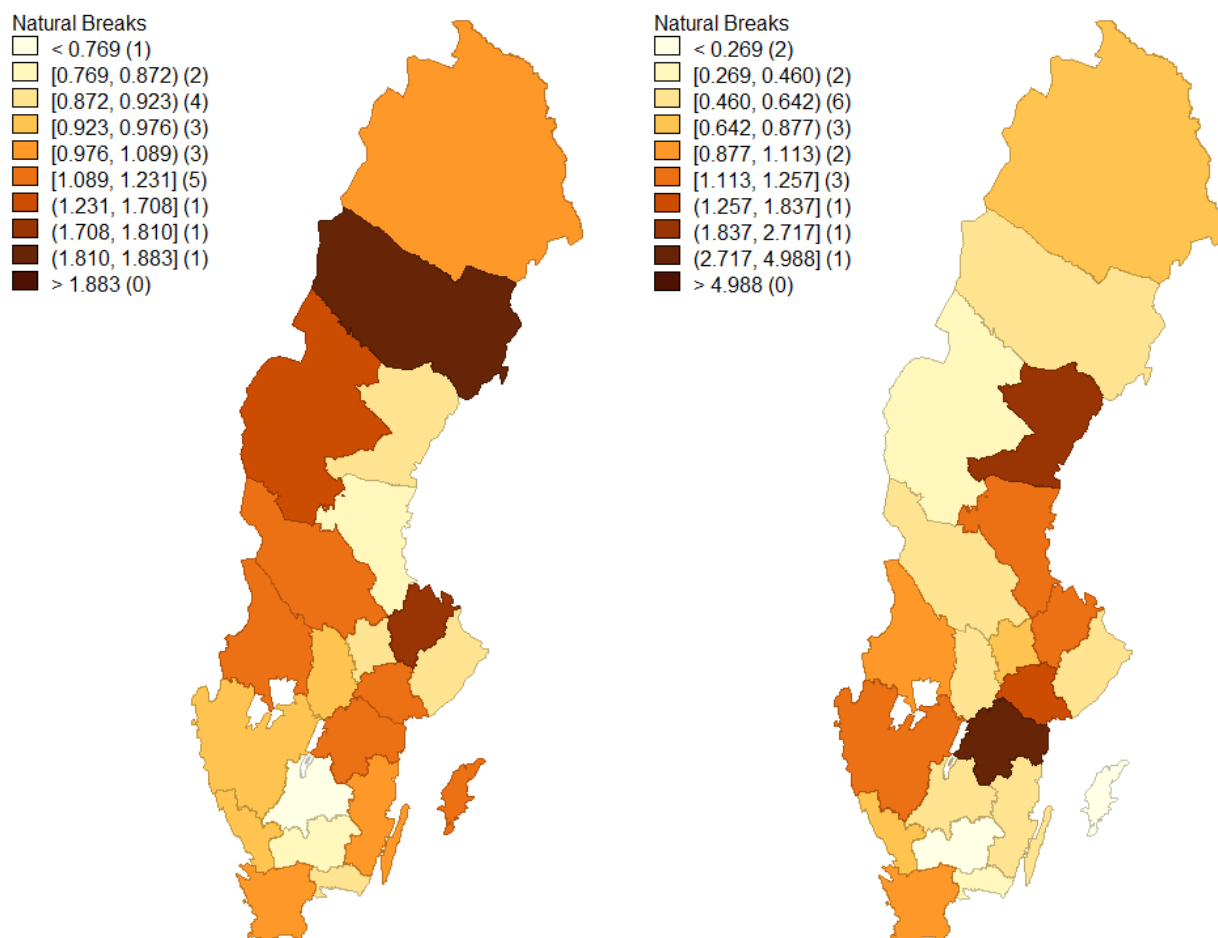 Natural Breaks
< 0.769 (1)
[0.769, 0.872) (2)
[0.872, 0.923) (4)
[0.923, 0.976) (3)
[0.976, 1.089) (3)
[1.089, 1.231] (5)
(1.231, 1.708] (1)
(1.708, 1.810] (1)
(1.810, 1.883] (1)
> 1.883 (0)
Natural Breaks
< 0.269 (2)
[0.269, 0.460) (2)
[0.460, 0.642) (6)
[0.642, 0.877) (3)
[0.877, 1.113) (2)
[1.113, 1.257] (3)
(1.257, 1.837] (1)
(1.837, 2.717] (1)
(2.717, 4.988] (1)
> 4.988 (0)